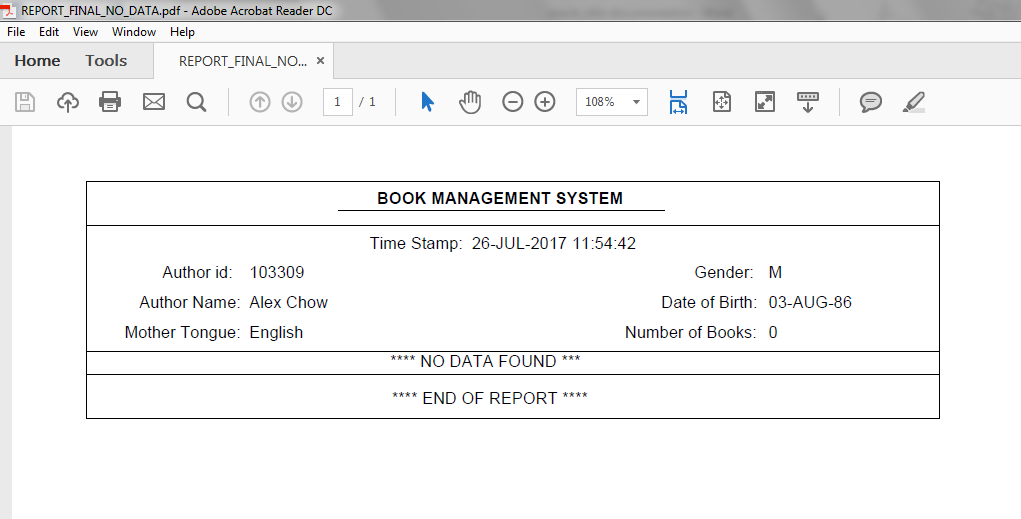 REPORT_FINAL_NO_DATA.pdf - Adobe Acrobat Reader DC
File Edit View Window Help
Home Tools REPORT_FINAL_NO... ×
1 / 1 108%
BOOK MANAGEMENT SYSTEM
Time Stamp: 26-JUL-2017 11:54:42
Author id: 103309 Gender: M
Author Name: Alex Chow Date of Birth: 03-AUG-86
Mother Tongue: English Number of Books: 0
**** NO DATA FOUND ***
**** END OF REPORT ****